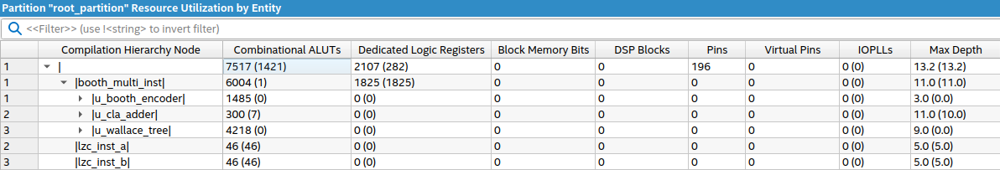 Partition "root_partition" Resource Utilization by Entity
<<Filter>> (use !<string> to invert filter)
Compilation Hierarchy Node Combinational ALUTs Dedicated Logic Registers Block Memory Bits DSP Blocks Pins Virtual Pins IOPLLs Max Depth
1 | 7517 (1421) 2107 (282) 0 0 196 0 0 (0) 13.2 (13.2)
1 |booth_multi_inst| 6004 (1) 1825 (1825) 0 0 0 0 0 (0) 11.0 (11.0)
1 |u_booth_encoder| 1485 (0) 0 (0) 0 0 0 0 0 (0) 3.0 (0.0)
2 |u_cla_adder| 300 (7) 0 (0) 0 0 0 0 0 (0) 11.0 (10.0)
3 |u_wallace_tree| 4218 (0) 0 (0) 0 0 0 0 0 (0) 9.0 (0.0)
2 |lzc_inst_a| 46 (46) 0 (0) 0 0 0 0 0 (0) 5.0 (5.0)
3 |lzc_inst_b| 46 (46) 0 (0) 0 0 0 0 0 (0) 5.0 (5.0)